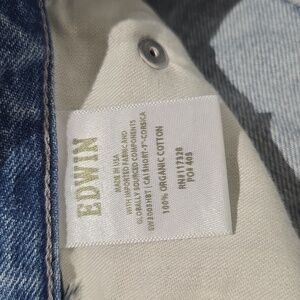 EDWIN
MADE IN USA
WITH IMPORTED FABRIC AND
GLOBALLY SOURCED COMPONENTS
100% ORGANIC COTTON
RN#117328
PO# 405